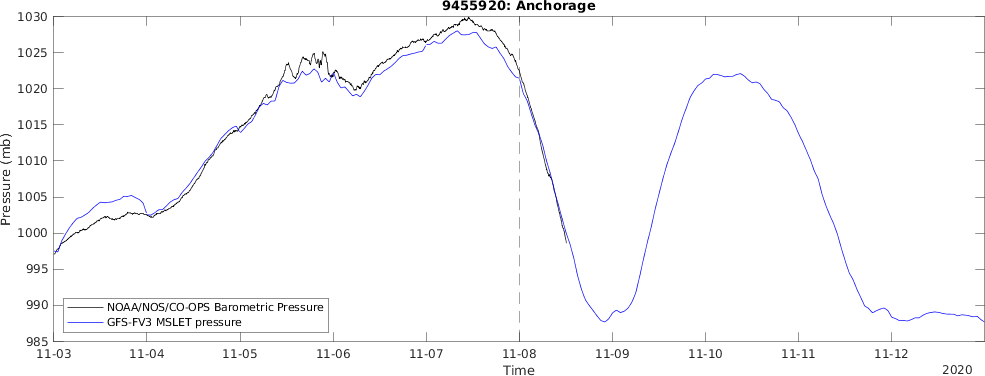 9455920: Anchorage
1030
1025
1020
1015
1010
1005
1000
995
990
985
Pressure (mb)
NOAA/NOS/CO-OPS Barometric Pressure
GFS-FV3 MSLET pressure
11-03 11-04 11-05 11-06 11-07 11-08 11-09 11-10 11-11 11-12
Time
2020